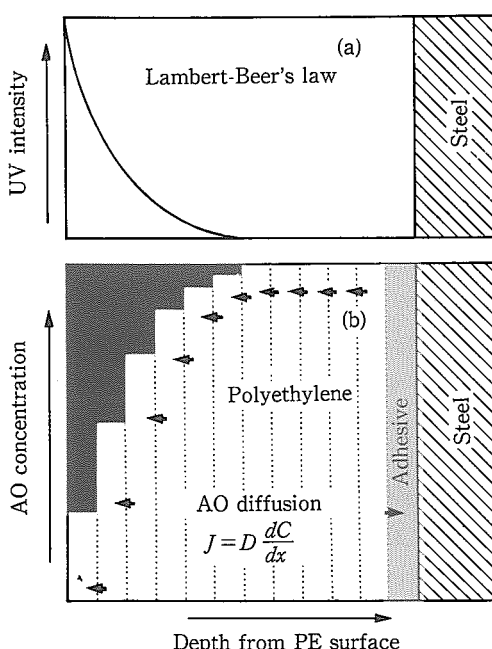 (a)
Lambert-Beer's law
UV intensity
Steel
(b)
Polyethylene
AO concentration
Adhesive
Steel
AO diffusion
J = D dC/dx
Depth from PE surface